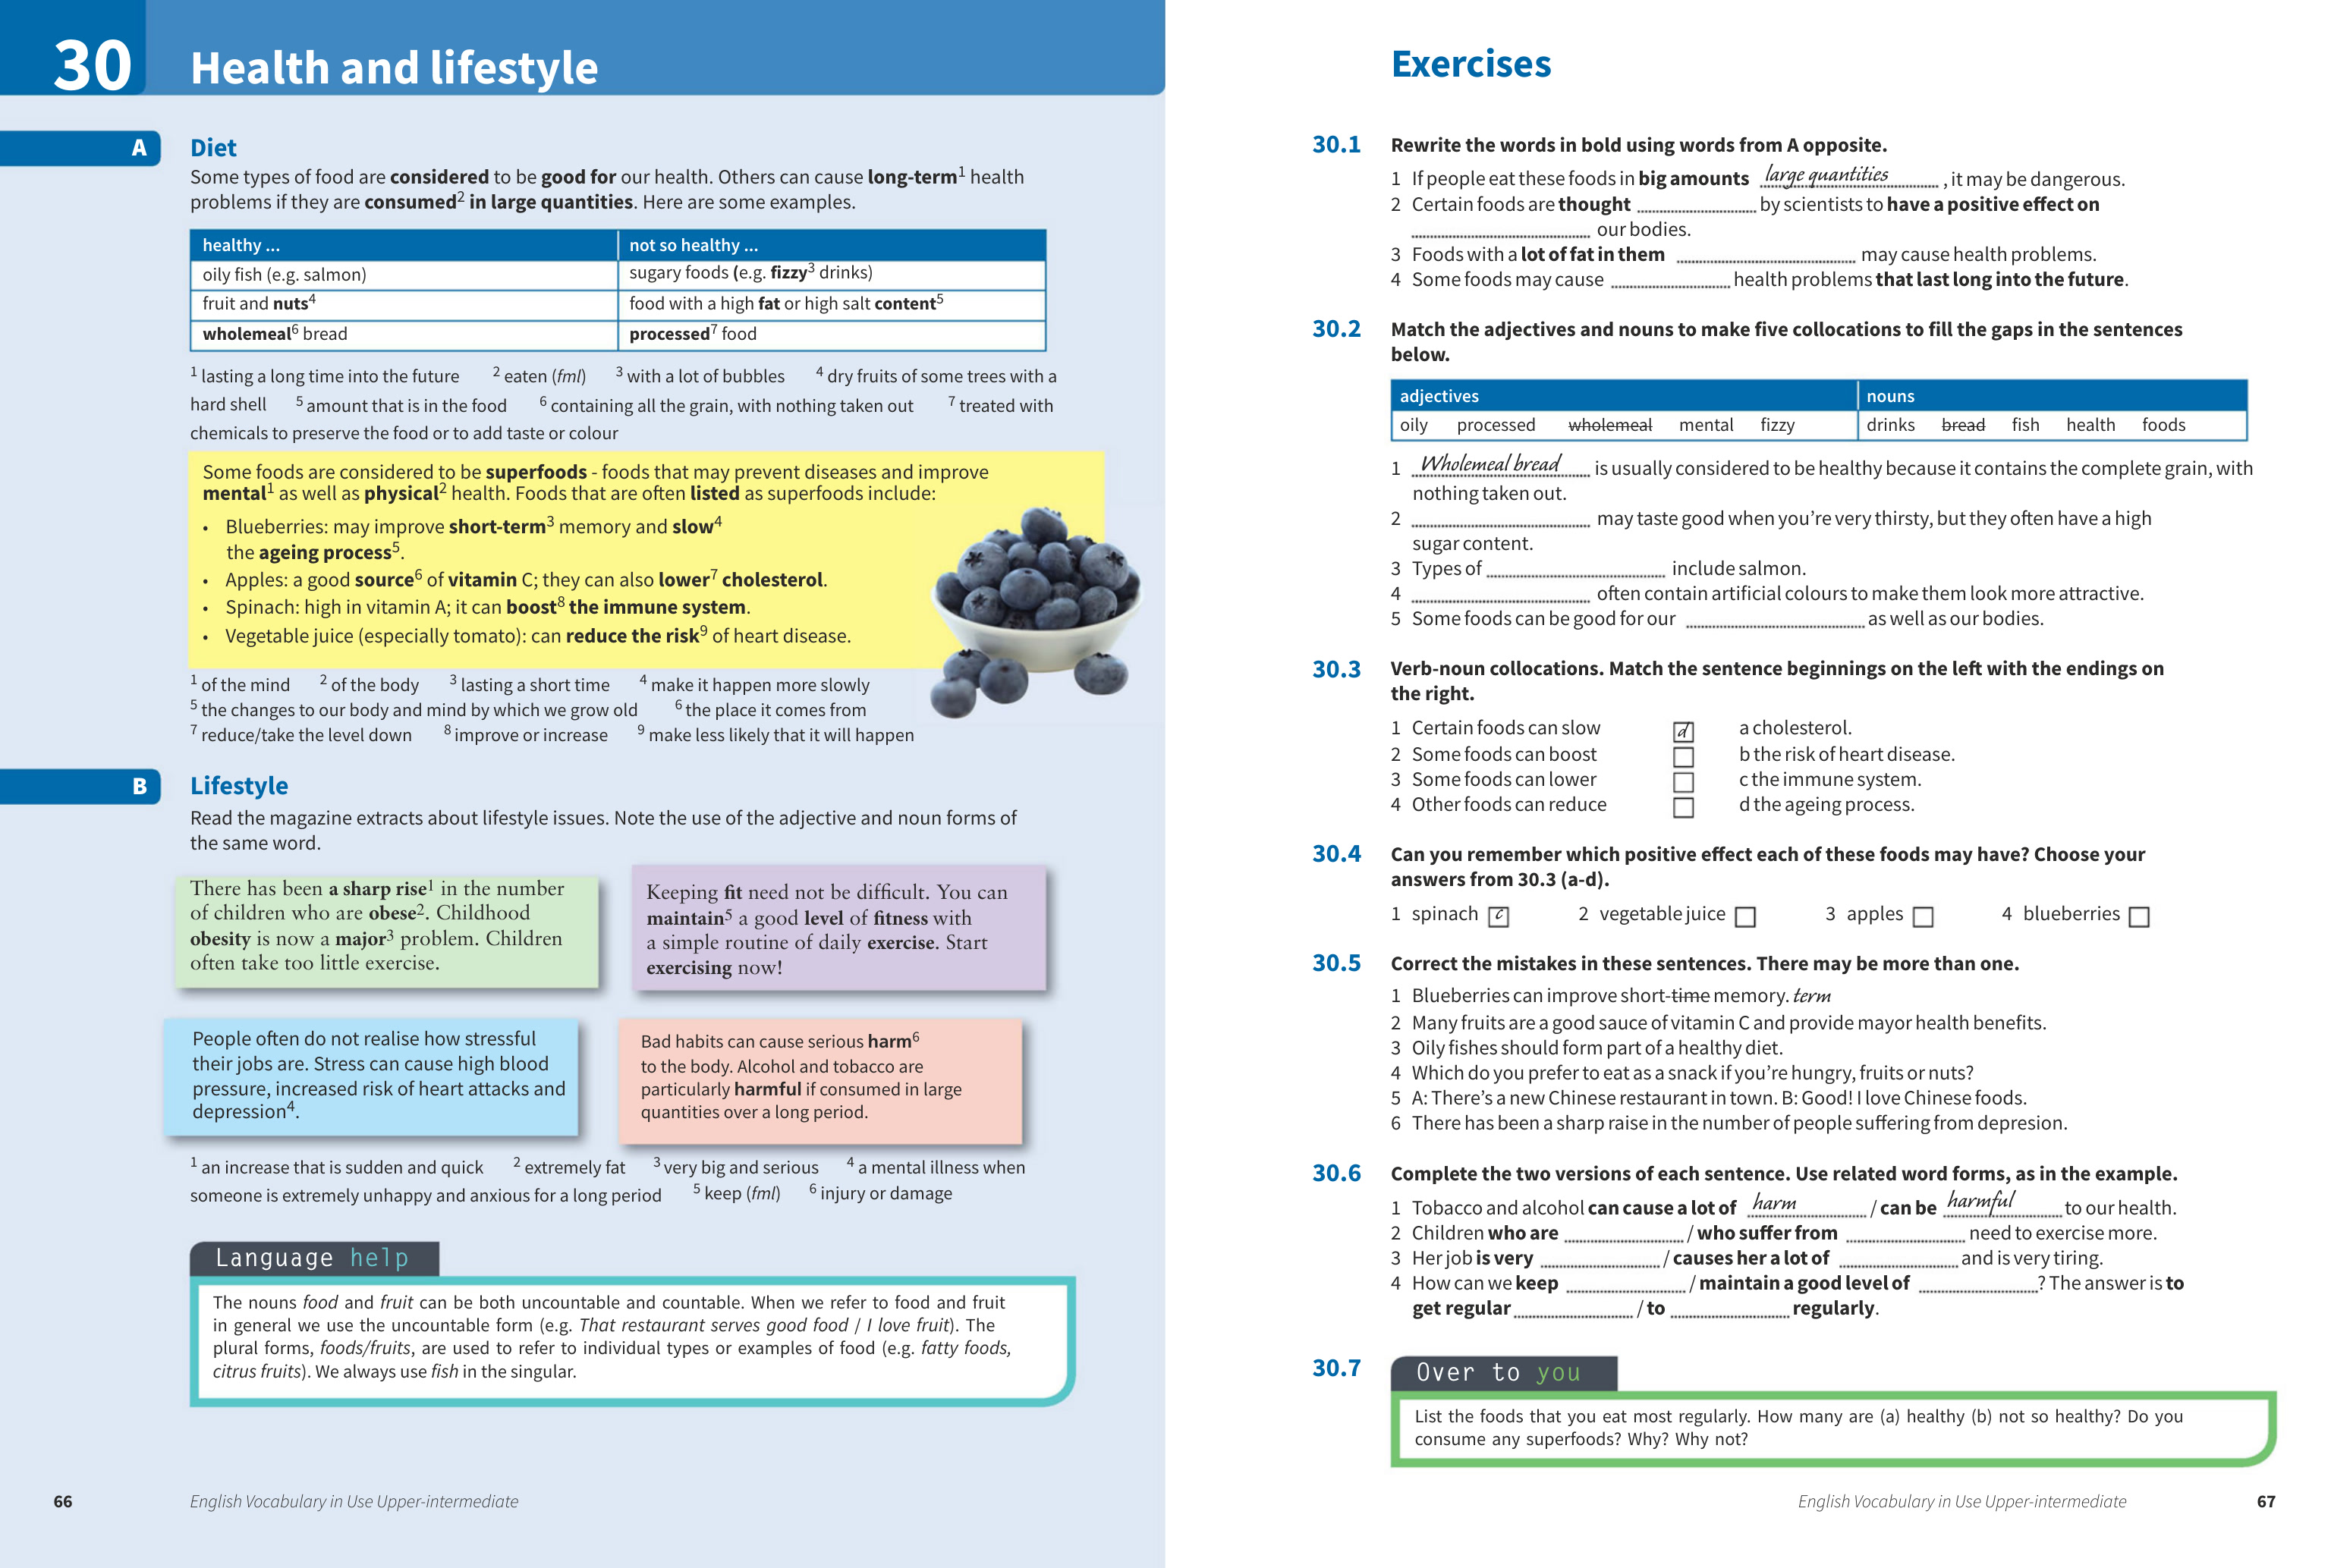 30
Health and lifestyle
A
Diet
Some types of food are considered to be good for our health. Others can cause long-term1 health
problems if they are consumed2 in large quantities. Here are some examples.
healthy ... not so healthy ...
oily fish (e.g. salmon) sugary foods (e.g. fizzy3 drinks)
fruit and nuts4 food with a high fat or high salt content5
wholemeal6 bread processed7 food
1 lasting a long time into the future 2 eaten (fml) 3 with a lot of bubbles 4 dry fruits of some trees with a
hard shell 5 amount that is in the food 6 containing all the grain, with nothing taken out 7 treated with
chemicals to preserve the food or to add taste or colour
Some foods are considered to be superfoods - foods that may prevent diseases and improve
mental1 as well as physical2 health. Foods that are often listed as superfoods include:
• Blueberries: may improve short-term3 memory and slow4
the ageing process5.
• Apples: a good source6 of vitamin C; they can also lower7 cholesterol.
• Spinach: high in vitamin A; it can boost8 the immune system.
• Vegetable juice (especially tomato): can reduce the risk9 of heart disease.
1 of the mind 2 of the body 3 lasting a short time 4 make it happen more slowly
5 the changes to our body and mind by which we grow old 6 the place it comes from
7 reduce/take the level down 8 improve or increase 9 make less likely that it will happen
B
Lifestyle
Read the magazine extracts about lifestyle issues. Note the use of the adjective and noun forms of
the same word.
There has been a sharp rise1 in the number
of children who are obese2. Childhood
obesity is now a major3 problem. Children
often take too little exercise.
Keeping fit need not be difficult. You can
maintain5 a good level of fitness with
a simple routine of daily exercise. Start
exercising now!
People often do not realise how stressful
their jobs are. Stress can cause high blood
pressure, increased risk of heart attacks and
depression4.
Bad habits can cause serious harm6
to the body. Alcohol and tobacco are
particularly harmful if consumed in large
quantities over a long period.
1 an increase that is sudden and quick 2 extremely fat 3 very big and serious 4 a mental illness when
someone is extremely unhappy and anxious for a long period 5 keep (fml) 6 injury or damage
Language help
The nouns food and fruit can be both uncountable and countable. When we refer to food and fruit
in general we use the uncountable form (e.g. That restaurant serves good food / I love fruit). The
plural forms, foods/fruits, are used to refer to individual types or examples of food (e.g. fatty foods,
citrus fruits). We always use fish in the singular.
66 English Vocabulary in Use Upper-intermediate
Exercises
30.1 Rewrite the words in bold using words from A opposite.
1 If people eat these foods in big amounts large quantities , it may be dangerous.
2 Certain foods are thought ........ by scientists to have a positive effect on
........ our bodies.
3 Foods with a lot of fat in them ........ may cause health problems.
4 Some foods may cause ........ health problems that last long into the future.
30.2 Match the adjectives and nouns to make five collocations to fill the gaps in the sentences
below.
adjectives nouns
oily processed wholemeal mental fizzy drinks bread fish health foods
1 Wholemeal bread is usually considered to be healthy because it contains the complete grain, with
nothing taken out.
2 ........ may taste good when you're very thirsty, but they often have a high
sugar content.
3 Types of ........ include salmon.
4 ........ often contain artificial colours to make them look more attractive.
5 Some foods can be good for our ........ as well as our bodies.
30.3 Verb-noun collocations. Match the sentence beginnings on the left with the endings on
the right.
1 Certain foods can slow d a cholesterol.
2 Some foods can boost b the risk of heart disease.
3 Some foods can lower c the immune system.
4 Other foods can reduce d the ageing process.
30.4 Can you remember which positive effect each of these foods may have? Choose your
answers from 30.3 (a-d).
1 spinach c 2 vegetable juice 3 apples 4 blueberries
30.5 Correct the mistakes in these sentences. There may be more than one.
1 Blueberries can improve short-time memory. term
2 Many fruits are a good sauce of vitamin C and provide mayor health benefits.
3 Oily fishes should form part of a healthy diet.
4 Which do you prefer to eat as a snack if you're hungry, fruits or nuts?
5 A: There's a new Chinese restaurant in town. B: Good! I love Chinese foods.
6 There has been a sharp raise in the number of people suffering from depresion.
30.6 Complete the two versions of each sentence. Use related word forms, as in the example.
1 Tobacco and alcohol can cause a lot of harm / can be harmful to our health.
2 Children who are ........ / who suffer from ........ need to exercise more.
3 Her job is very ........ / causes her a lot of ........ and is very tiring.
4 How can we keep ........ / maintain a good level of ........? The answer is to
get regular ........ / to ........ regularly.
30.7 Over to you
List the foods that you eat most regularly. How many are (a) healthy (b) not so healthy? Do you
consume any superfoods? Why? Why not?
English Vocabulary in Use Upper-intermediate 67